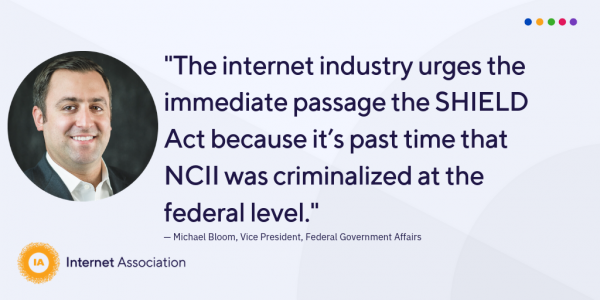 "The internet industry urges the
immediate passage the SHIELD
Act because it’s past time that
NCII was criminalized at the
federal level."
— Michael Bloom, Vice President, Federal Government Affairs
IA
Internet Association